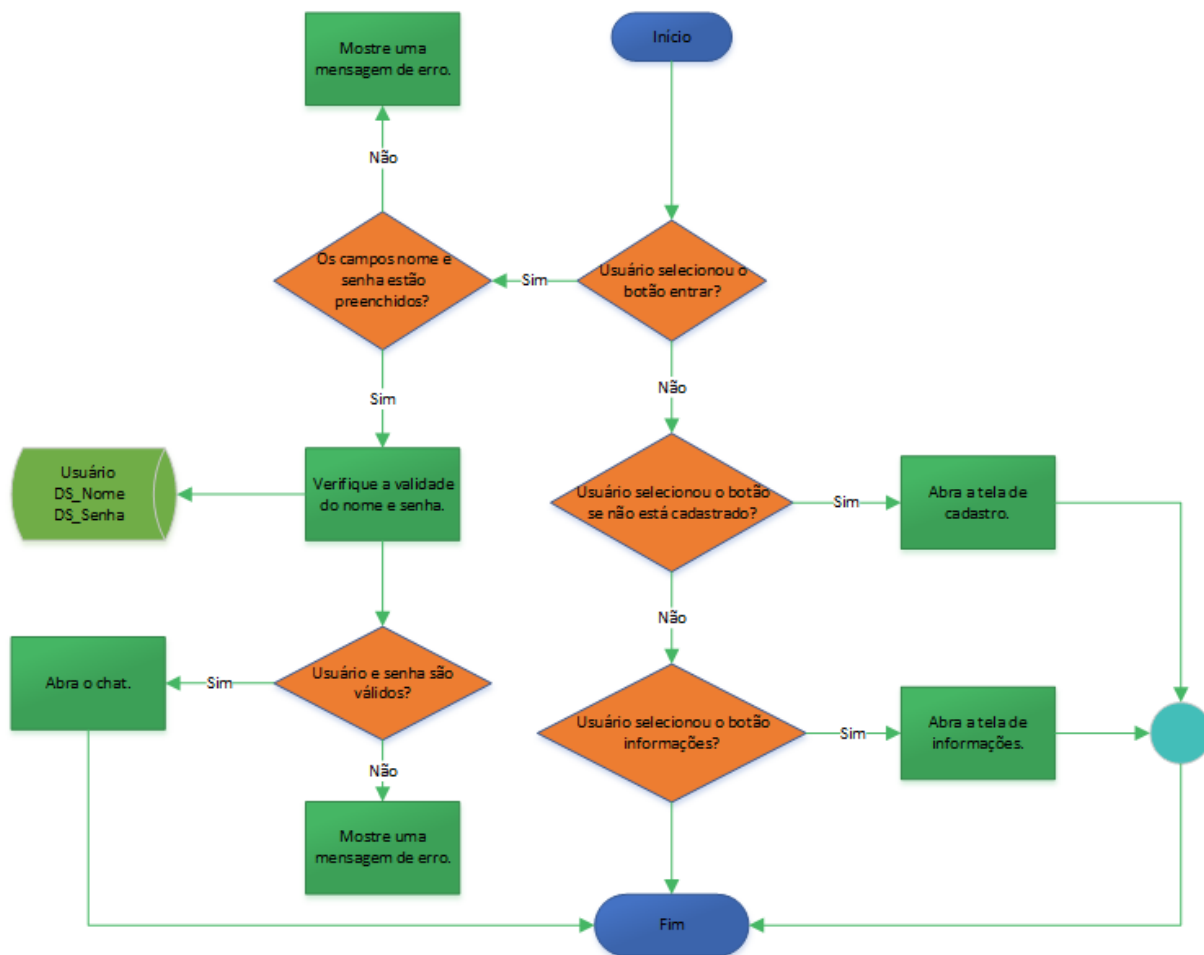 Mostre uma
mensagem de erro.
Início
Não
Os campos nome e
senha estão
preenchidos?
Sim
Usuário selecionou o
botão entrar?
Sim
Não
Usuário
DS_Nome
DS_Senha
Verifique a validade
do nome e senha.
Usuário selecionou o botão
se não está cadastrado?
Sim
Abra a tela de
cadastro.
Não
Abra o chat.
Sim
Usuário e senha são
válidos?
Usuário selecionou o botão
informações?
Sim
Abra a tela de
informações.
Não
Mostre uma
mensagem de erro.
Fim